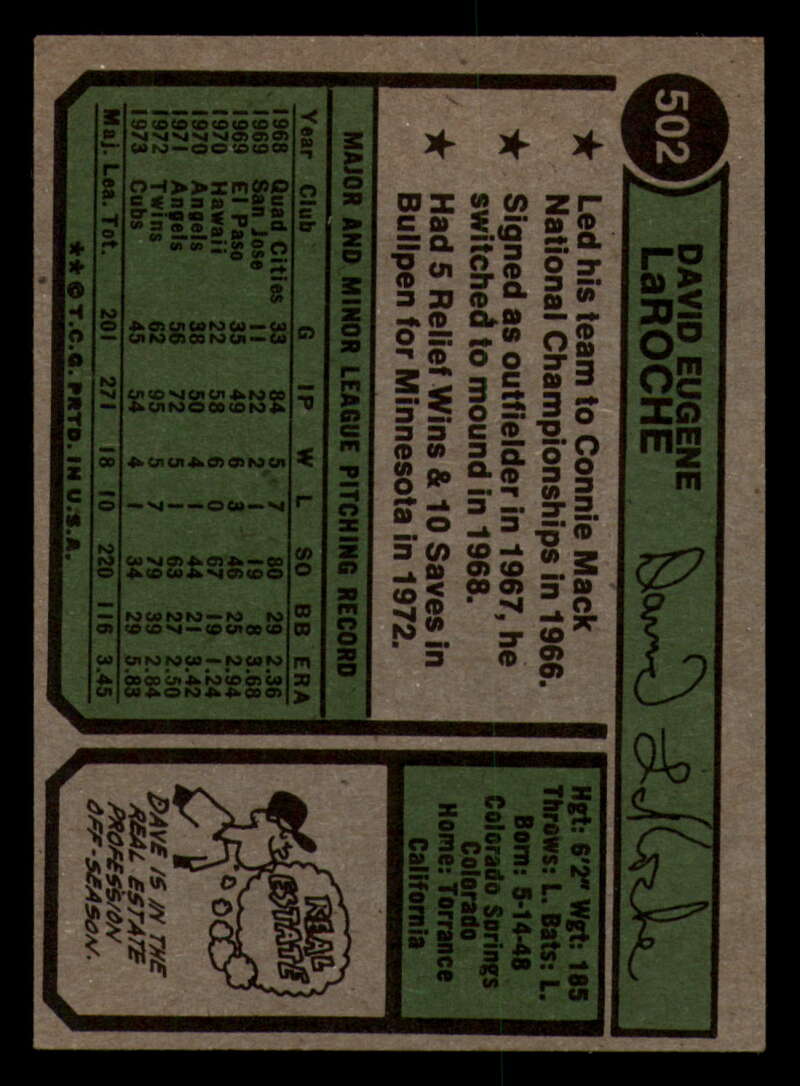 502
DAVID EUGENE
LaROCHE
David LaRoche
★ Led his team to Connie Mack
National Championships in 1966.
★ Signed as outfielder in 1967, he
switched to mound in 1968.
★ Had 5 Relief Wins & 10 Saves in
Bullpen for Minnesota in 1972.
MAJOR AND MINOR LEAGUE PITCHING RECORD
Year Club G IP W L SO BB ERA
1968 Quad Cities 33 84 5 7 80 29 2.36
1969 San Jose 11 22 2 1 19 8 3.68
1969 El Paso 35 49 6 3 46 25 2.94
1970 Hawaii 22 58 6 0 67 19 1.24
1970 Angels 38 50 4 1 44 21 3.42
1971 Angels 56 72 5 1 63 27 2.50
1972 Twins 62 95 5 7 79 39 2.84
1973 Cubs 45 54 4 1 34 29 5.83
Maj. Lea. Tot. 201 271 18 10 220 116 3.45
**©T.C.G. PRTD. IN U.S.A.
Hgt: 6'2" Wgt: 185
Throws: L. Bats: L.
Born: 5-14-48
Colorado Springs
Colorado
Home: Torrance
California
REAL
ESTATE
DAVE IS IN THE
REAL ESTATE
PROFESSION
OFF-SEASON.